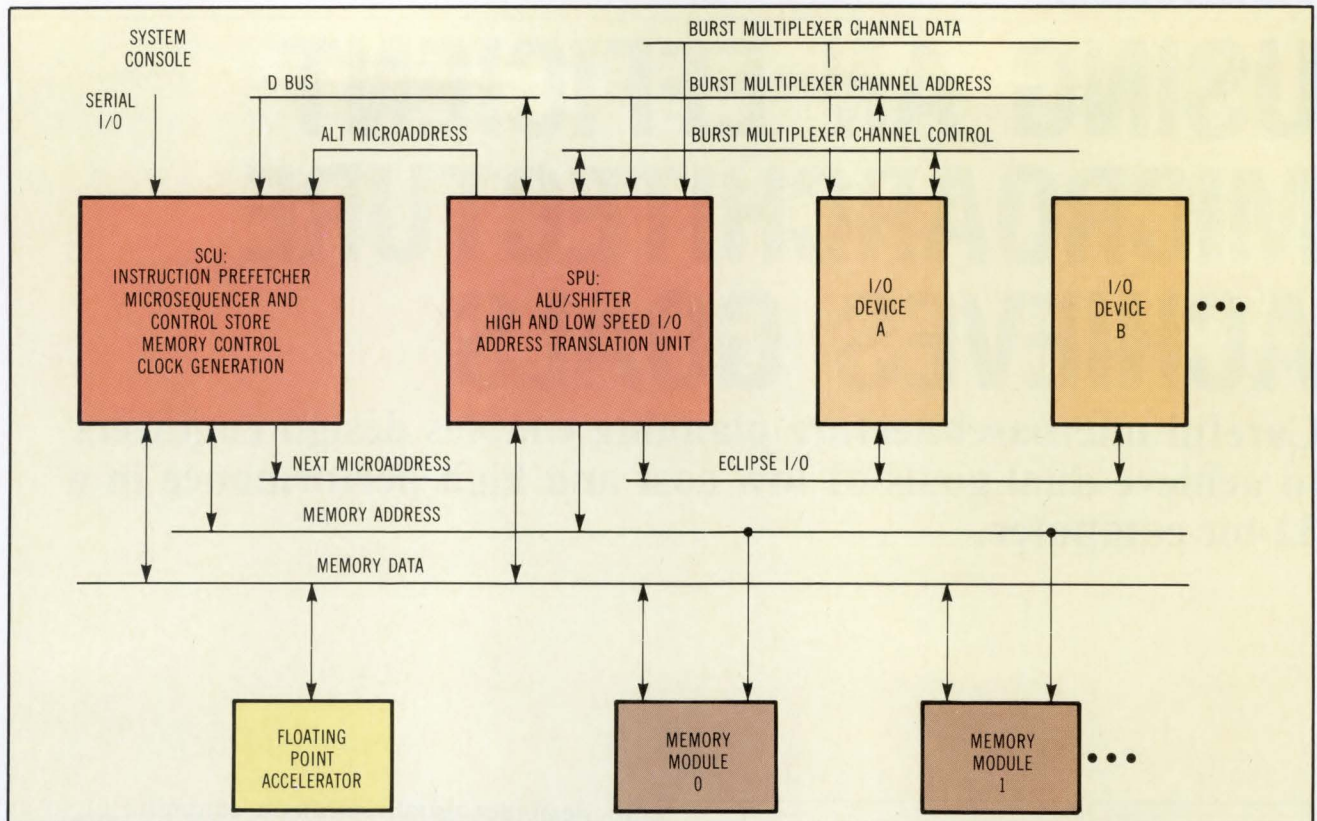 SYSTEM
CONSOLE
SERIAL
I/O
D BUS
ALT MICROADDRESS
BURST MULTIPLEXER CHANNEL DATA
BURST MULTIPLEXER CHANNEL ADDRESS
BURST MULTIPLEXER CHANNEL CONTROL
SCU:
INSTRUCTION PREFETCHER
MICROSEQUENCER AND
CONTROL STORE
MEMORY CONTROL
CLOCK GENERATION
SPU:
ALU/SHIFTER
HIGH AND LOW SPEED I/O
ADDRESS TRANSLATION UNIT
I/O
DEVICE
A
I/O
DEVICE
B
NEXT MICROADDRESS
ECLIPSE I/O
MEMORY ADDRESS
MEMORY DATA
FLOATING
POINT
ACCELERATOR
MEMORY
MODULE
0
MEMORY
MODULE
1